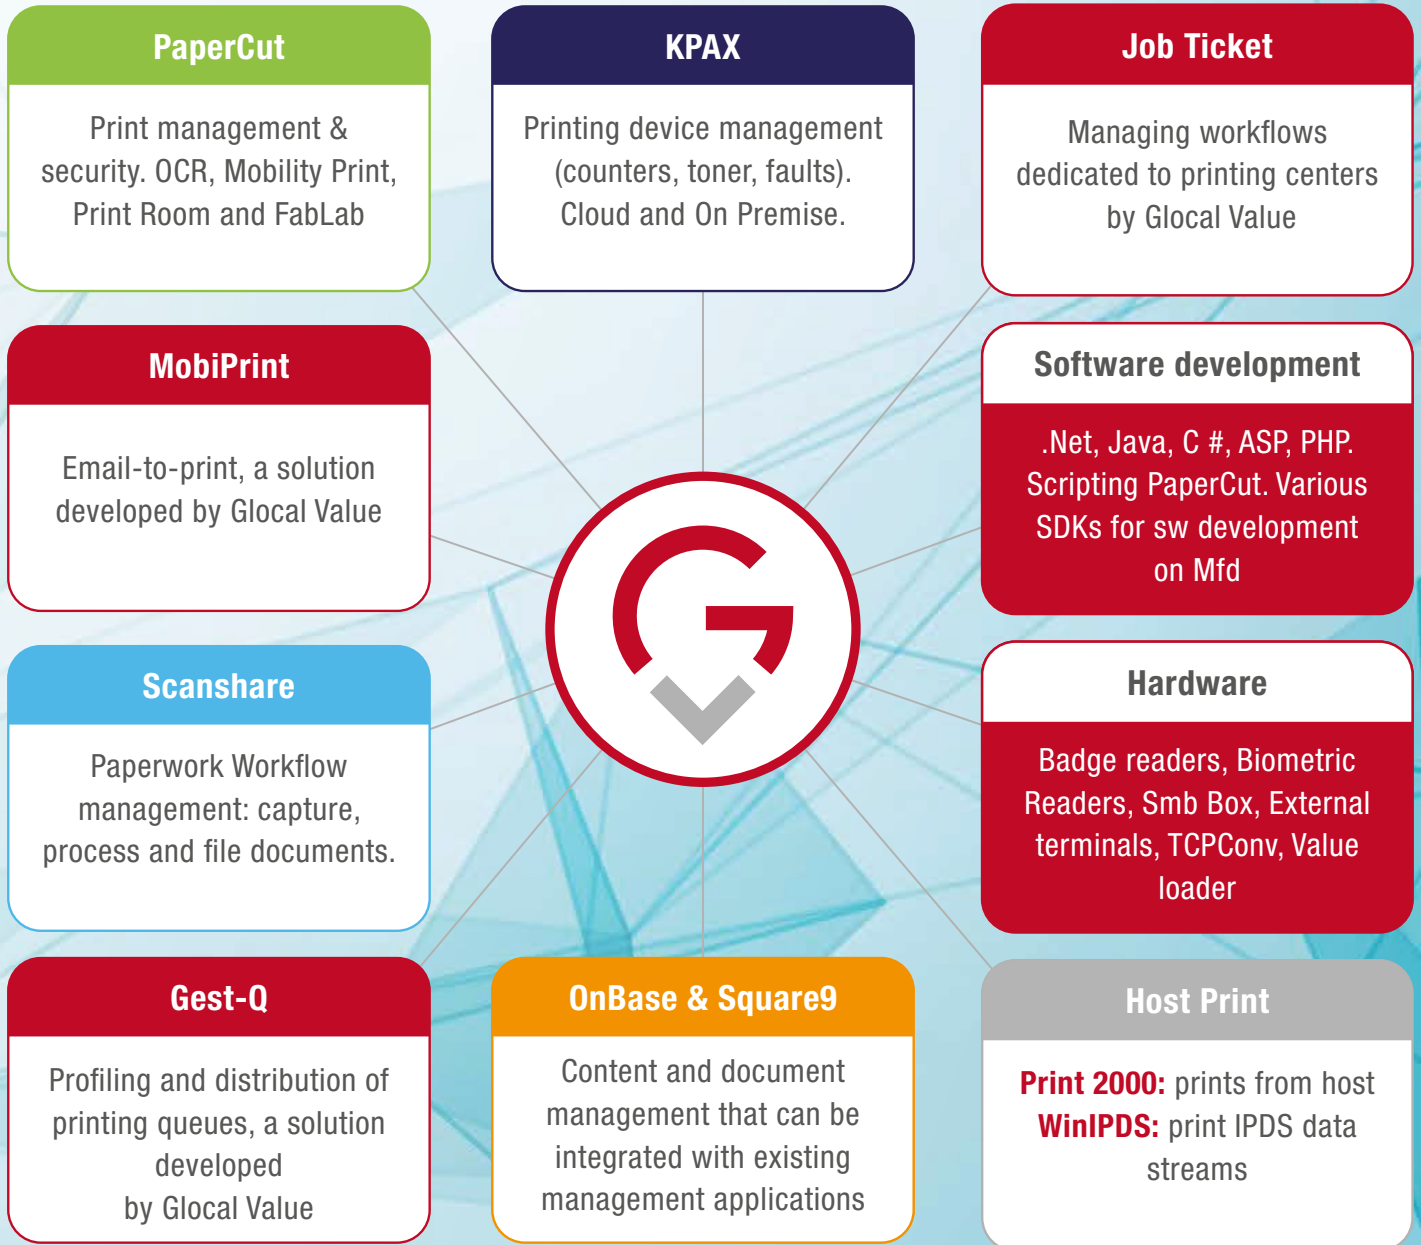 PaperCut
Print management &
security. OCR, Mobility Print,
Print Room and FabLab
KPAX
Printing device management
(counters, toner, faults).
Cloud and On Premise.
Job Ticket
Managing workflows
dedicated to printing centers
by Glocal Value
MobiPrint
Email-to-print, a solution
developed by Glocal Value
Software development
.Net, Java, C #, ASP, PHP.
Scripting PaperCut. Various
SDKs for sw development
on Mfd
Scanshare
Paperwork Workflow
management: capture,
process and file documents.
Hardware
Badge readers, Biometric
Readers, Smb Box, External
terminals, TCPConv, Value
loader
Gest-Q
Profiling and distribution of
printing queues, a solution
developed
by Glocal Value
OnBase & Square9
Content and document
management that can be
integrated with existing
management applications
Host Print
Print 2000: prints from host
WinIPDS: print IPDS data
streams